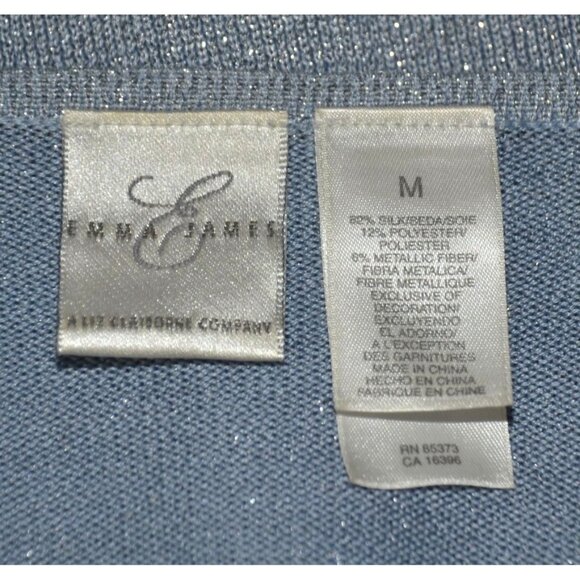 E
EMMA JAMES
A LIZ CLAIBORNE COMPANY
M
82% SILK/SEDA/SOIE
12% POLYESTER/
POLIESTER
6% METALLIC FIBER/
FIBRA METALICA/
FIBRE METALLIQUE
EXCLUSIVE OF
DECORATION/
EXCLUYENDO
EL ADORNO/
A L'EXCEPTION
DES GARNITURES
MADE IN CHINA
HECHO EN CHINA
FABRIQUE EN CHINE
RN 85373
CA 16396